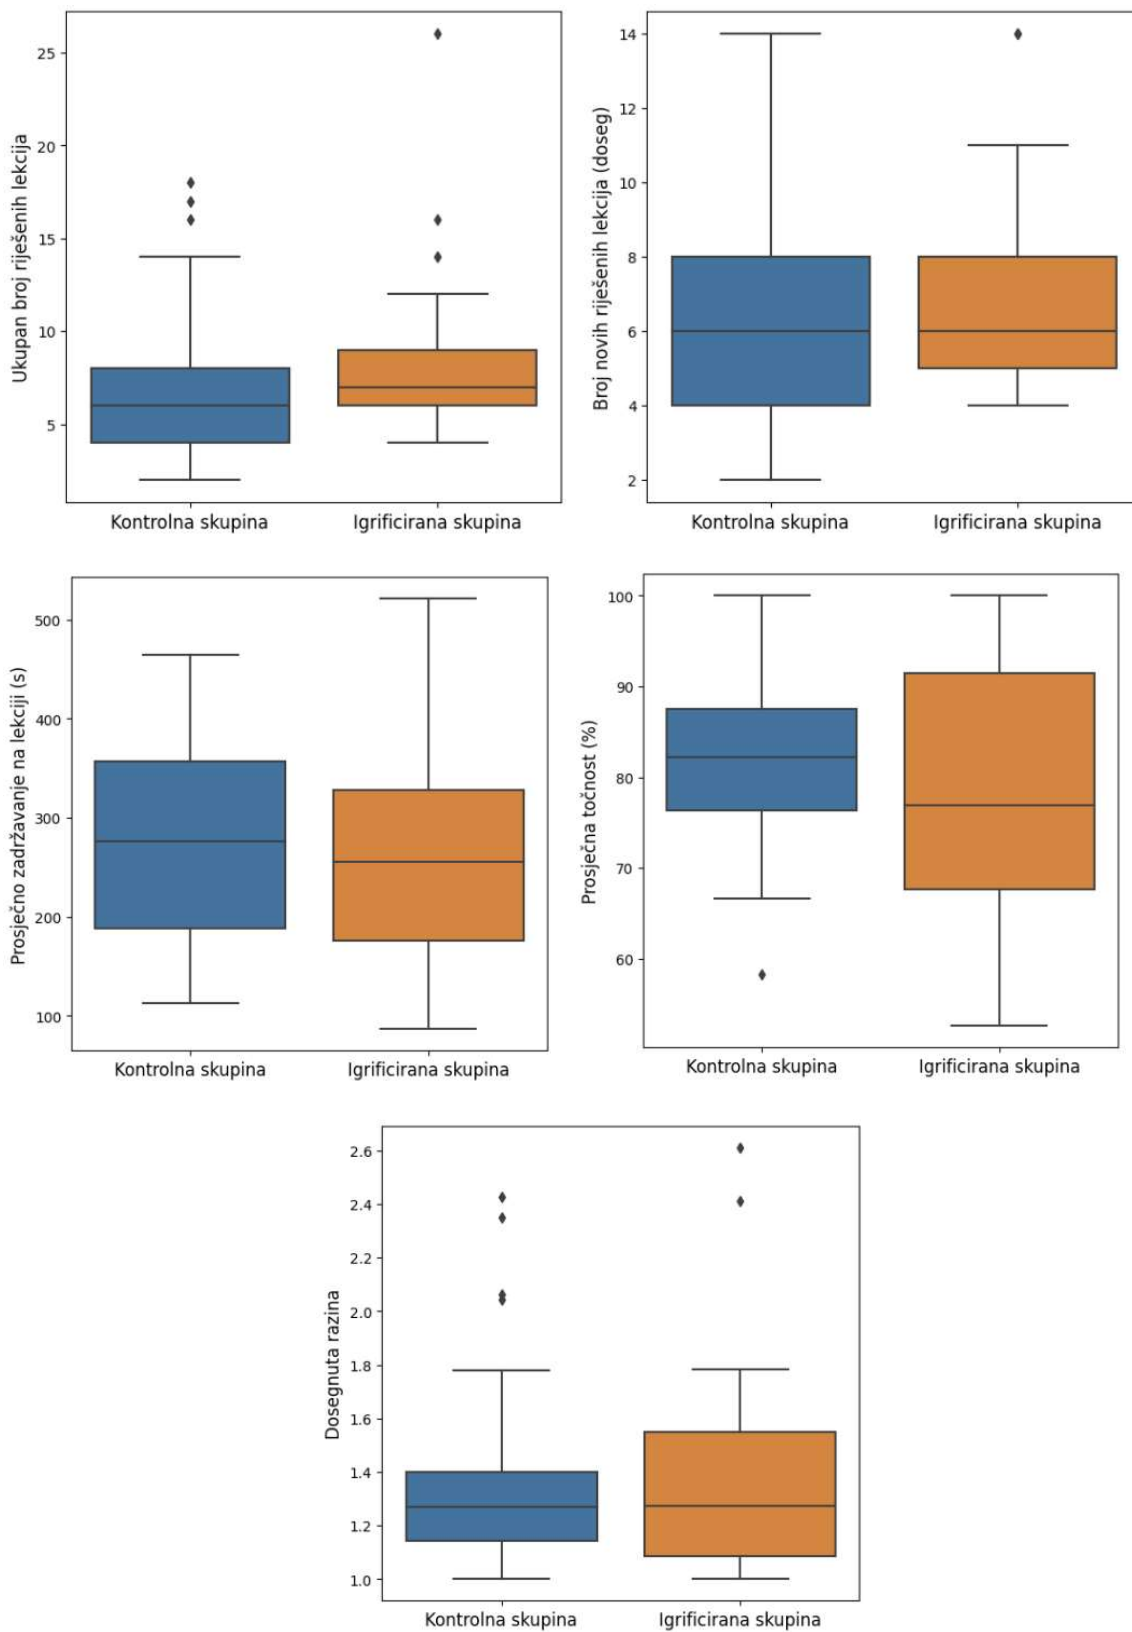 Ukupan broj riješenih lekcija
25
20
15
10
5
Kontrolna skupina
Igrificirana skupina
Broj novih riješenih lekcija (doseg)
14
12
10
8
6
4
2
Kontrolna skupina
Igrificirana skupina
Prosječno zadržavanje na lekciji (s)
500
400
300
200
100
Kontrolna skupina
Igrificirana skupina
Prosječna točnost (%)
100
90
80
70
60
Kontrolna skupina
Igrificirana skupina
Dosegnuta razina
2.6
2.4
2.2
2.0
1.8
1.6
1.4
1.2
1.0
Kontrolna skupina
Igrificirana skupina